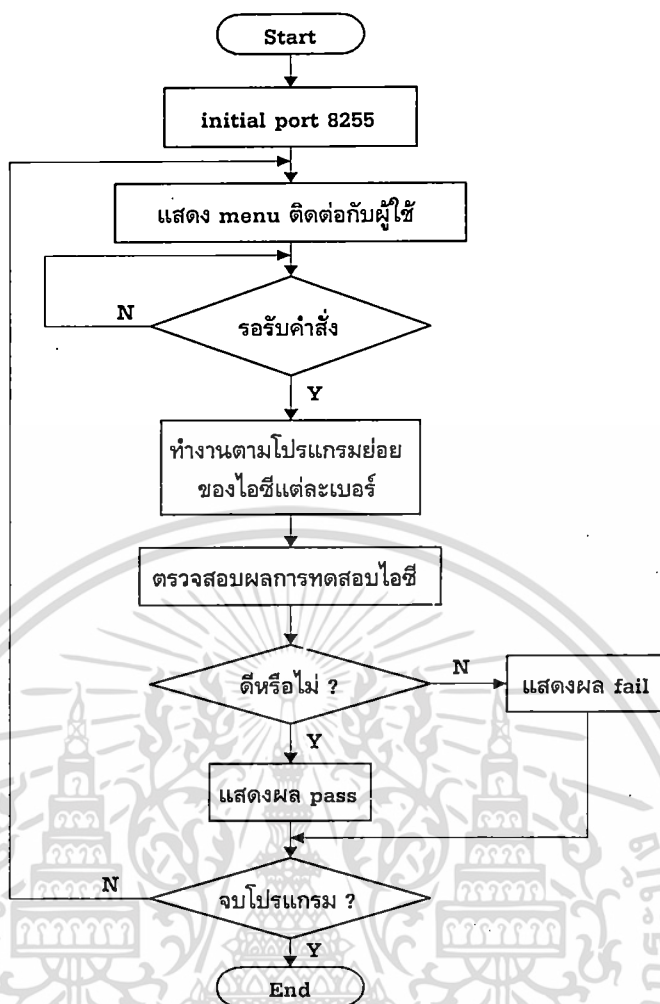 Start
initial port 8255
แสดง menu ติดต่อกับผู้ใช้
N
รอรับคำสั่ง
Y
ทำงานตามโปรแกรมย่อย
ของไอซีแต่ละเบอร์
ตรวจสอบผลการทดสอบไอซี
ดีหรือไม่ ?
N
แสดงผล fail
Y
แสดงผล pass
N
จบโปรแกรม ?
Y
End